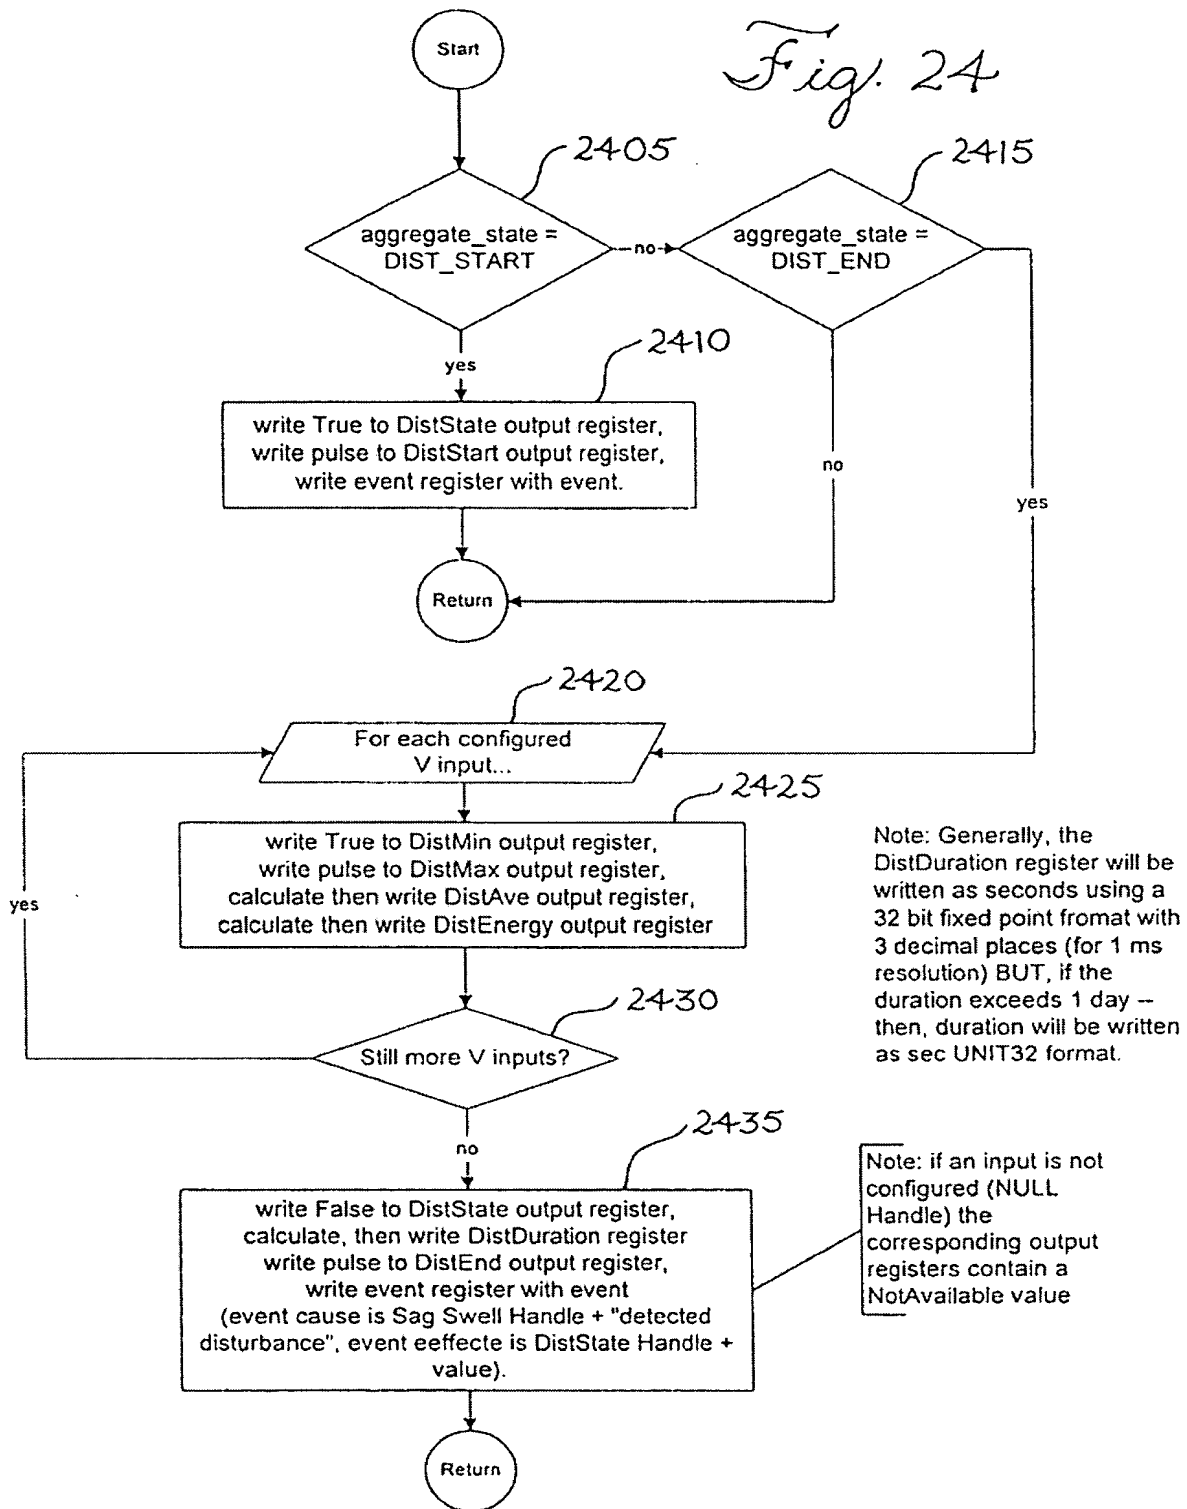 Start
Fig. 24
2405
2415
aggregate_state =
DIST_START
no
aggregate_state =
DIST_END
2410
yes
write True to DistState output register,
write pulse to DistStart output register,
write event register with event.
no
yes
Return
2420
For each configured
V input...
2425
write True to DistMin output register,
write pulse to DistMax output register,
calculate then write DistAve output register,
calculate then write DistEnergy output register
Note: Generally, the
DistDuration register will be
written as seconds using a
32 bit fixed point fromat with
3 decimal places (for 1 ms
resolution) BUT, if the
duration exceeds 1 day –
then, duration will be written
as sec UNIT32 format.
yes
2430
Still more V inputs?
no
2435
write False to DistState output register,
calculate, then write DistDuration register
write pulse to DistEnd output register,
write event register with event
(event cause is Sag Swell Handle + "detected
disturbance", event eeffecte is DistState Handle +
value).
Note: if an input is not
configured (NULL
Handle) the
corresponding output
registers contain a
NotAvailable value
Return